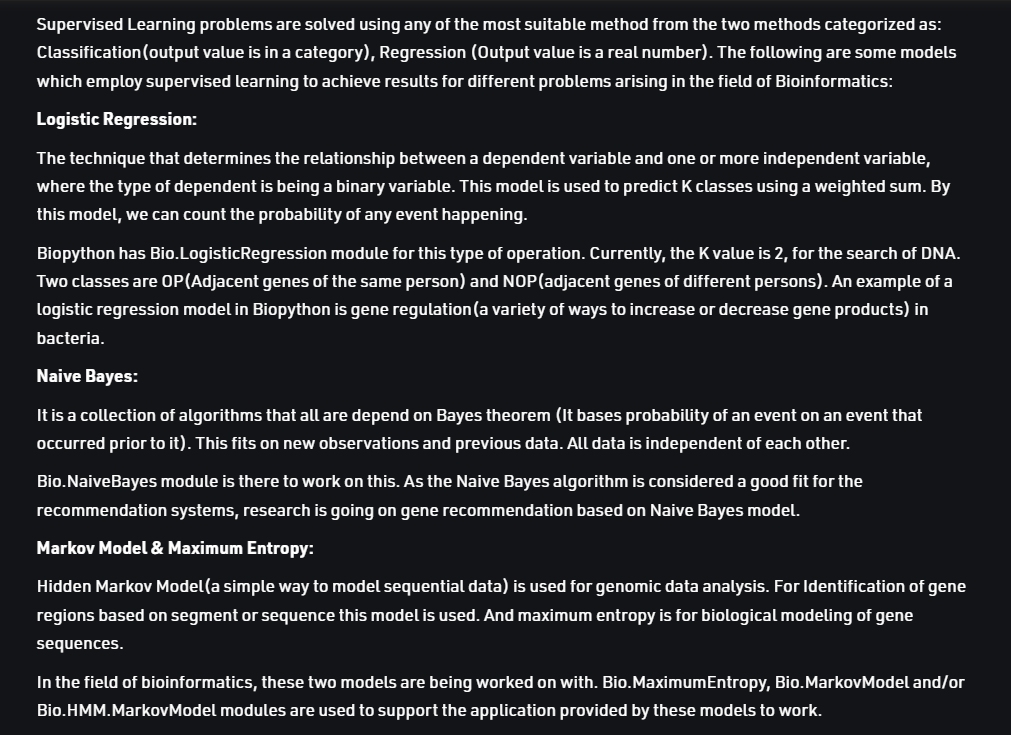 Supervised Learning problems are solved using any of the most suitable method from the two methods categorized as:
Classification(output value is in a category), Regression (Output value is a real number). The following are some models
which employ supervised learning to achieve results for different problems arising in the field of Bioinformatics:
Logistic Regression:
The technique that determines the relationship between a dependent variable and one or more independent variable,
where the type of dependent is being a binary variable. This model is used to predict K classes using a weighted sum. By
this model, we can count the probability of any event happening.
Biopython has Bio.LogisticRegression module for this type of operation. Currently, the K value is 2, for the search of DNA.
Two classes are OP(Adjacent genes of the same person) and NOP(adjacent genes of different persons). An example of a
logistic regression model in Biopython is gene regulation(a variety of ways to increase or decrease gene products) in
bacteria.
Naive Bayes:
It is a collection of algorithms that all are depend on Bayes theorem (It bases probability of an event on an event that
occurred prior to it). This fits on new observations and previous data. All data is independent of each other.
Bio.NaiveBayes module is there to work on this. As the Naive Bayes algorithm is considered a good fit for the
recommendation systems, research is going on gene recommendation based on Naive Bayes model.
Markov Model & Maximum Entropy:
Hidden Markov Model(a simple way to model sequential data) is used for genomic data analysis. For Identification of gene
regions based on segment or sequence this model is used. And maximum entropy is for biological modeling of gene
sequences.
In the field of bioinformatics, these two models are being worked on with. Bio.MaximumEntropy, Bio.MarkovModel and/or
Bio.HMM.MarkovModel modules are used to support the application provided by these models to work.